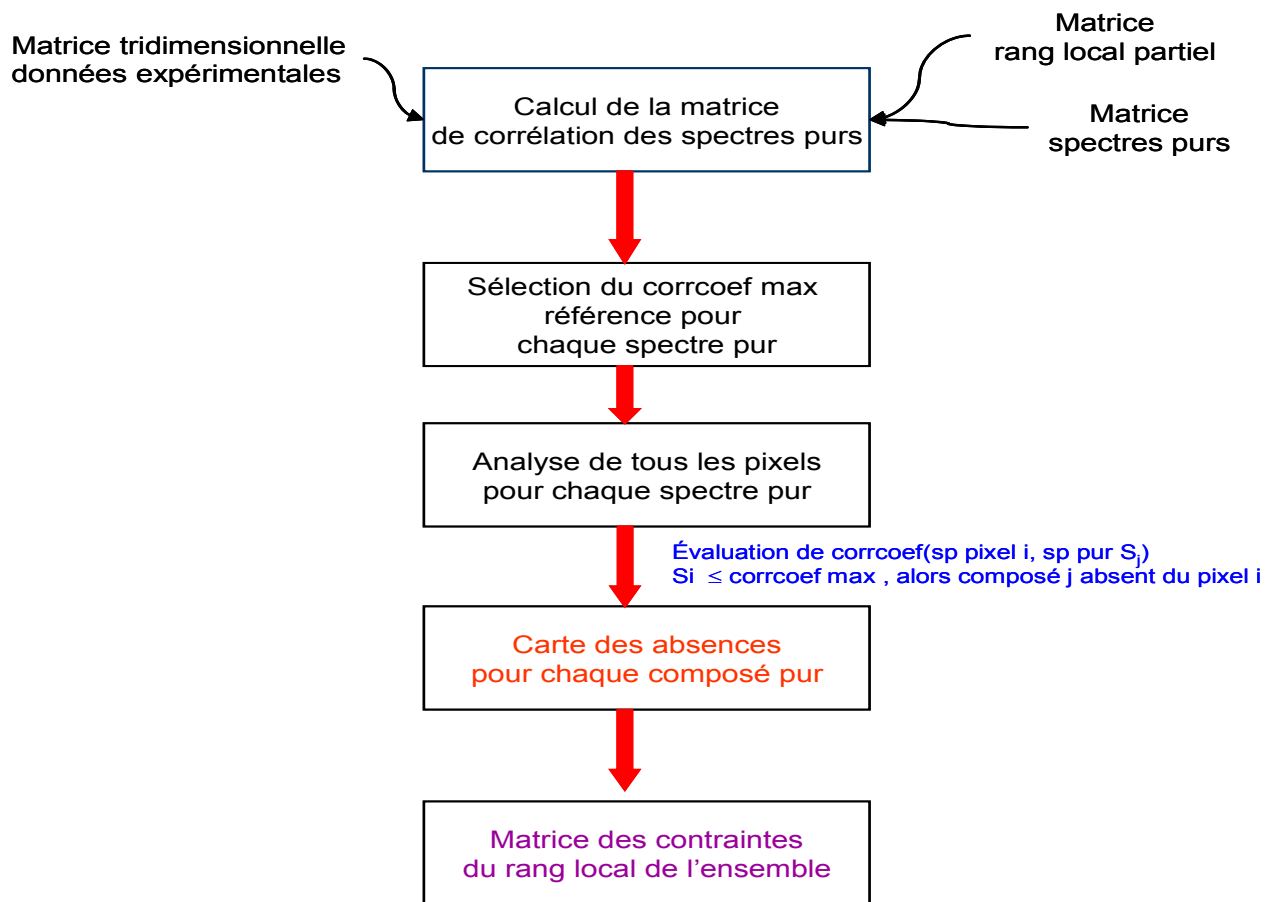 Matrice tridimensionnelle
données expérimentales
Matrice
rang local partiel
Matrice
spectres purs
Calcul de la matrice
de corrélation des spectres purs
Sélection du corrcoef max
référence pour
chaque spectre pur
Analyse de tous les pixels
pour chaque spectre pur
Évaluation de corrcoef(sp pixel i, sp pur Sj)
Si ≤ corrcoef max , alors composé j absent du pixel i
Carte des absences
pour chaque composé pur
Matrice des contraintes
du rang local de l’ensemble